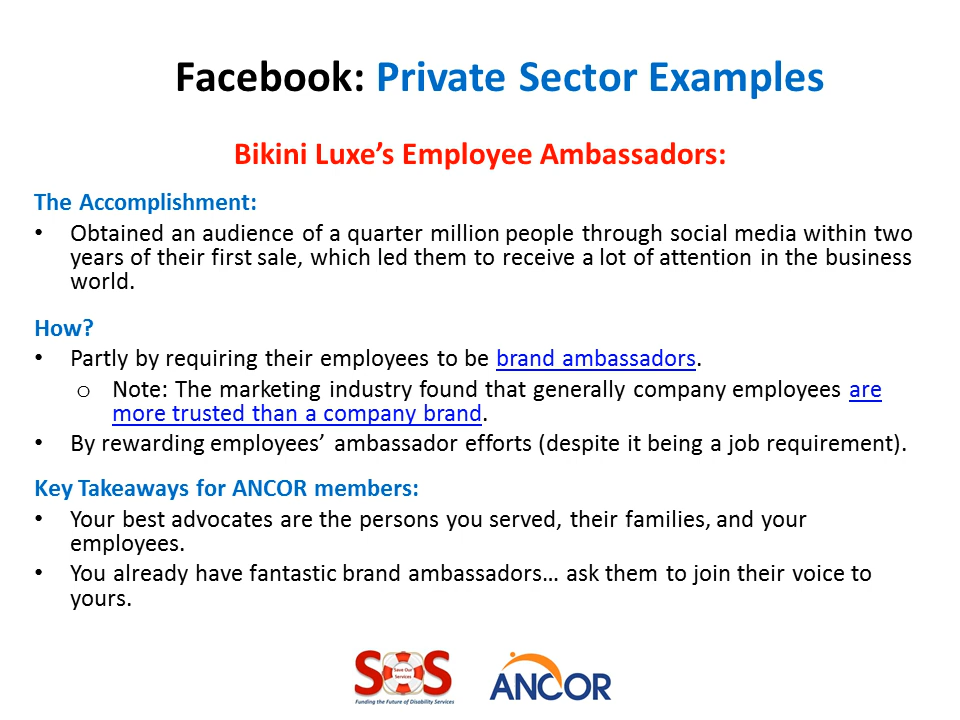 Facebook: Private Sector Examples
Bikini Luxe’s Employee Ambassadors:
The Accomplishment:
• Obtained an audience of a quarter million people through social media within two
years of their first sale, which led them to receive a lot of attention in the business
world.
How?
• Partly by requiring their employees to be brand ambassadors.
o Note: The marketing industry found that generally company employees are
more trusted than a company brand.
• By rewarding employees’ ambassador efforts (despite it being a job requirement).
Key Takeaways for ANCOR members:
• Your best advocates are the persons you served, their families, and your
employees.
• You already have fantastic brand ambassadors… ask them to join their voice to
yours.
SOS
Save Our
Services
Funding the Future of Disability Services
ANCOR